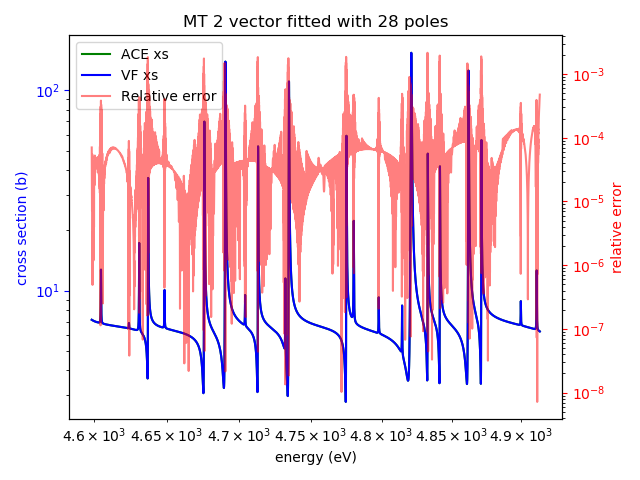 MT 2 vector fitted with 28 poles
ACE xs
VF xs
Relative error
cross section (b)
10²
10¹
10⁻³
10⁻⁴
10⁻⁵
10⁻⁶
10⁻⁷
10⁻⁸
relative error
4.6 × 10³ 4.65 × 10³ 4.7 × 10³ 4.75 × 10³ 4.8 × 10³ 4.85 × 10³ 4.9 × 10³
energy (eV)